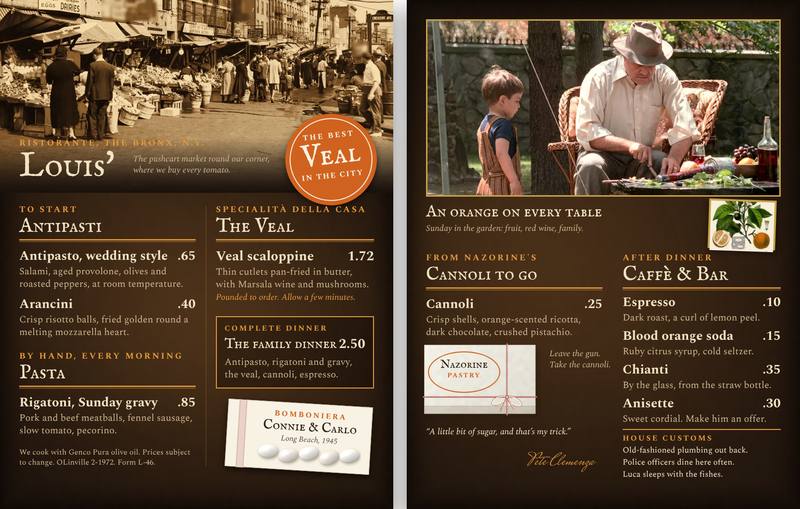 EGGS DAIRIES
RISTORANTE, THE BRONX, N.Y.
Louis’
The pushcart market round our corner,
where we buy every tomato.
THE BEST
VEAL
IN THE CITY
TO START
ANTIPASTI
Antipasto, wedding style .65
Salami, aged provolone, olives and
roasted peppers, at room temperature.
Arancini .40
Crisp risotto balls, fried golden round a
melting mozzarella heart.
BY HAND, EVERY MORNING
PASTA
Rigatoni, Sunday gravy .85
Pork and beef meatballs, fennel sausage,
slow tomato, pecorino.
We cook with Genco Pura olive oil. Prices subject
to change. OLinville 2-1972. Form L-46.
SPECIALITÀ DELLA CASA
THE VEAL
Veal scaloppine 1.72
Thin cutlets pan-fried in butter,
with Marsala wine and mushrooms.
Pounded to order. Allow a few minutes.
COMPLETE DINNER
THE FAMILY DINNER 2.50
Antipasto, rigatoni and gravy,
the veal, cannoli, espresso.
BOMBONIERA
CONNIE & CARLO
Long Beach, 1945
AN ORANGE ON EVERY TABLE
Sunday in the garden: fruit, red wine, family.
FROM NAZORINE’S
CANNOLI TO GO
Cannoli .25
Crisp shells, orange-scented ricotta,
dark chocolate, crushed pistachio.
NAZORINE
PASTRY
Leave the gun.
Take the cannoli.
“A little bit of sugar, and that’s my trick.”
Pete Clemenza
AFTER DINNER
CAFFÈ & BAR
Espresso .10
Dark roast, a curl of lemon peel.
Blood orange soda .15
Ruby citrus syrup, cold seltzer.
Chianti .35
By the glass, from the straw bottle.
Anisette .30
Sweet cordial. Make him an offer.
HOUSE CUSTOMS
Old-fashioned plumbing out back.
Police officers dine here often.
Luca sleeps with the fishes.